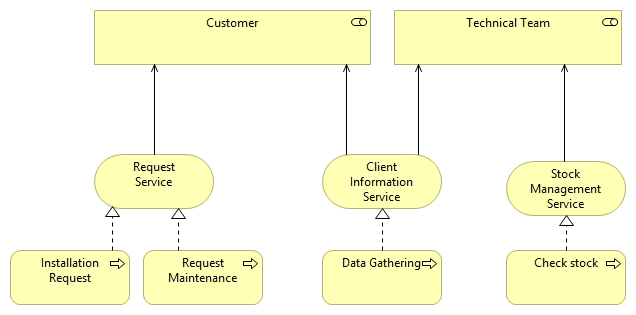 Customer
Technical Team
Request
Service
Client
Information
Service
Stock
Management
Service
Installation
Request
Request
Maintenance
Data Gathering
Check stock